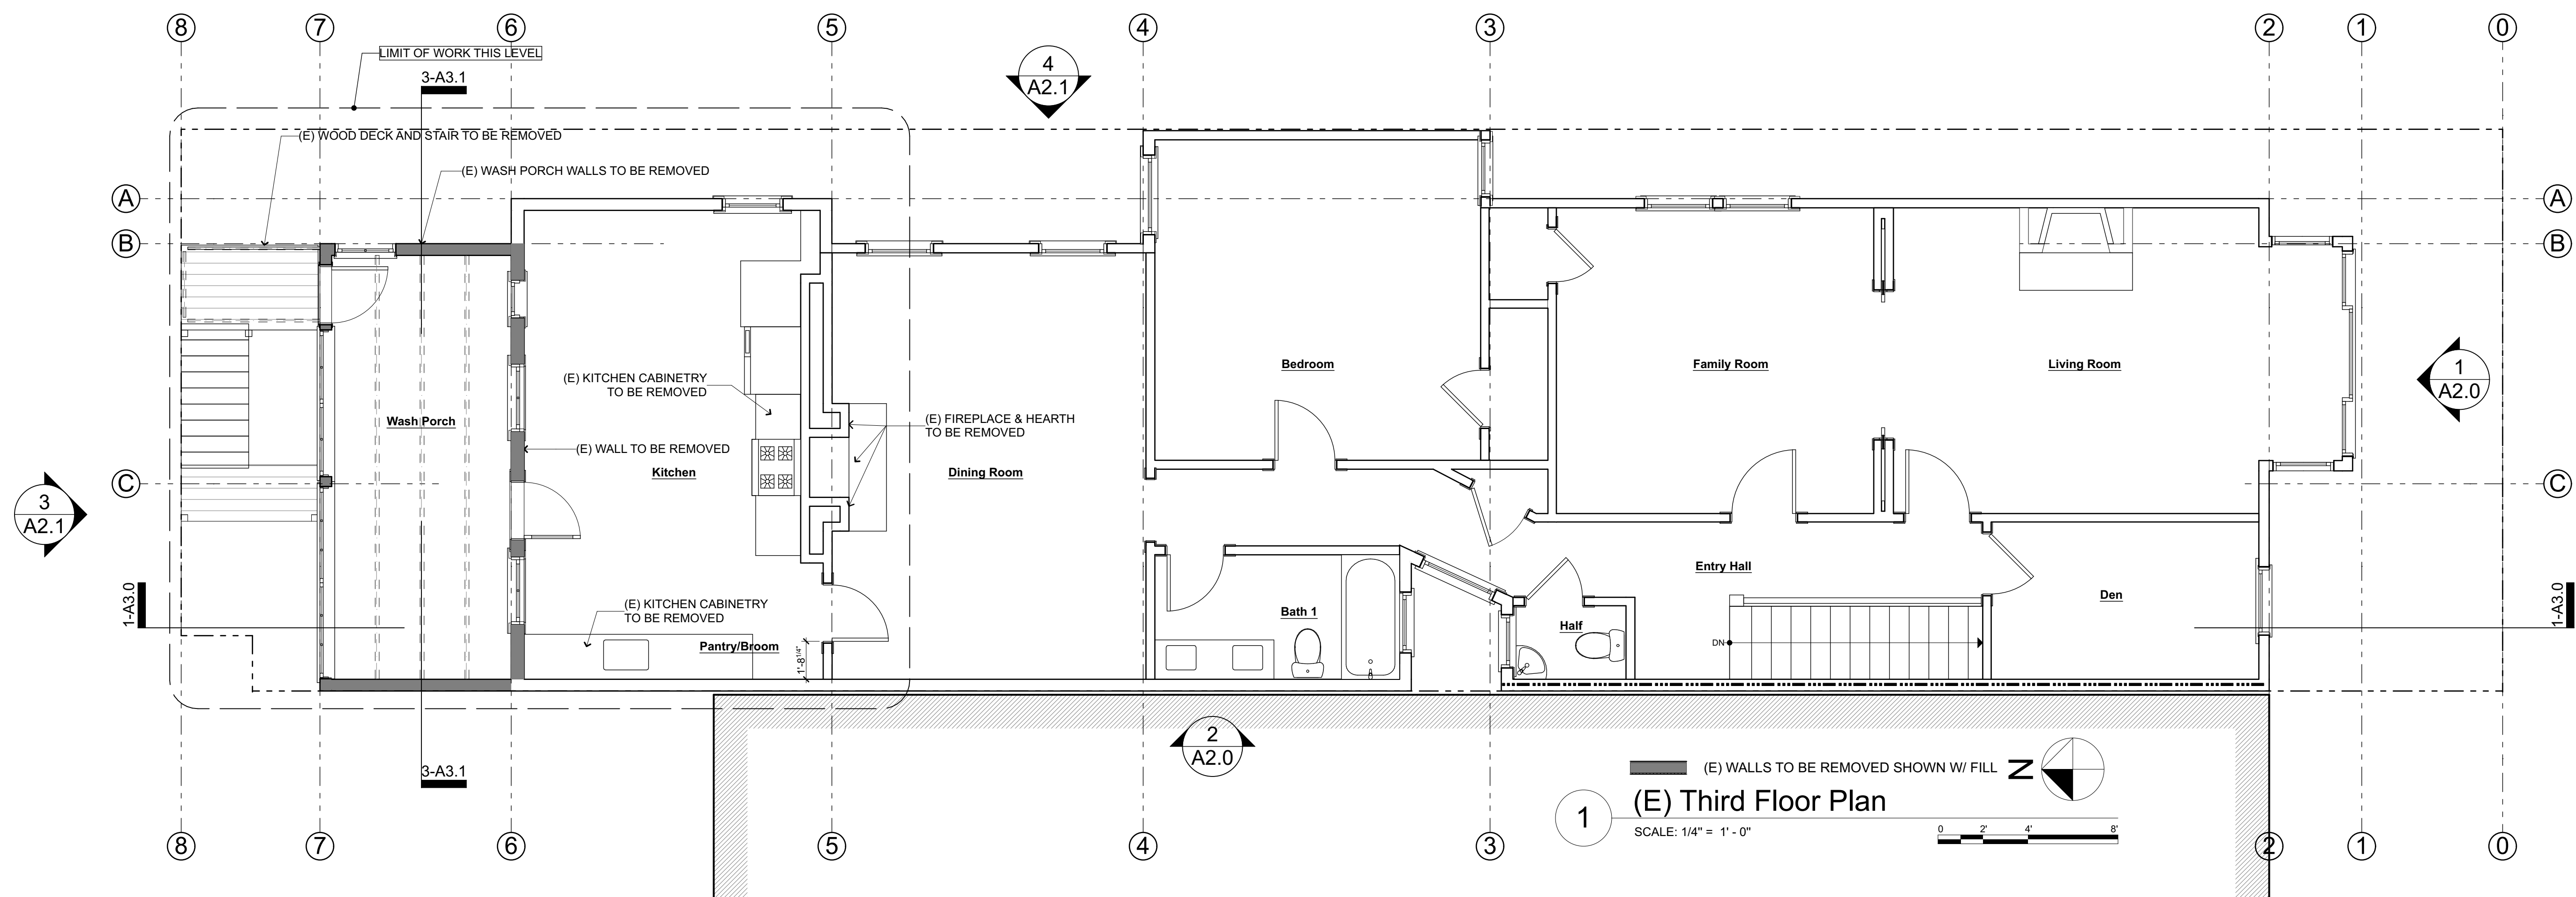 8 7 6 5 4 3 2 1 0
LIMIT OF WORK THIS LEVEL
3-A3.1
4
A2.1
(E) WOOD DECK AND STAIR TO BE REMOVED
(E) WASH PORCH WALLS TO BE REMOVED
A
A
B
B
Bedroom
Family Room
Living Room
1
A2.0
(E) KITCHEN CABINETRY
TO BE REMOVED
Wash Porch
(E) FIREPLACE & HEARTH
TO BE REMOVED
(E) WALL TO BE REMOVED
Kitchen
Dining Room
C
C
3
A2.1
Entry Hall
1-A3.0
1-A3.0
(E) KITCHEN CABINETRY
TO BE REMOVED
Bath 1
Half
Den
Pantry/Broom
1'-8 1/4"
DN
2
A2.0
3-A3.1
(E) WALLS TO BE REMOVED SHOWN W/ FILL
N
1
(E) Third Floor Plan
SCALE: 1/4" = 1' - 0"
0 2' 4' 8'
8 7 6 5 4 3 2 1 0